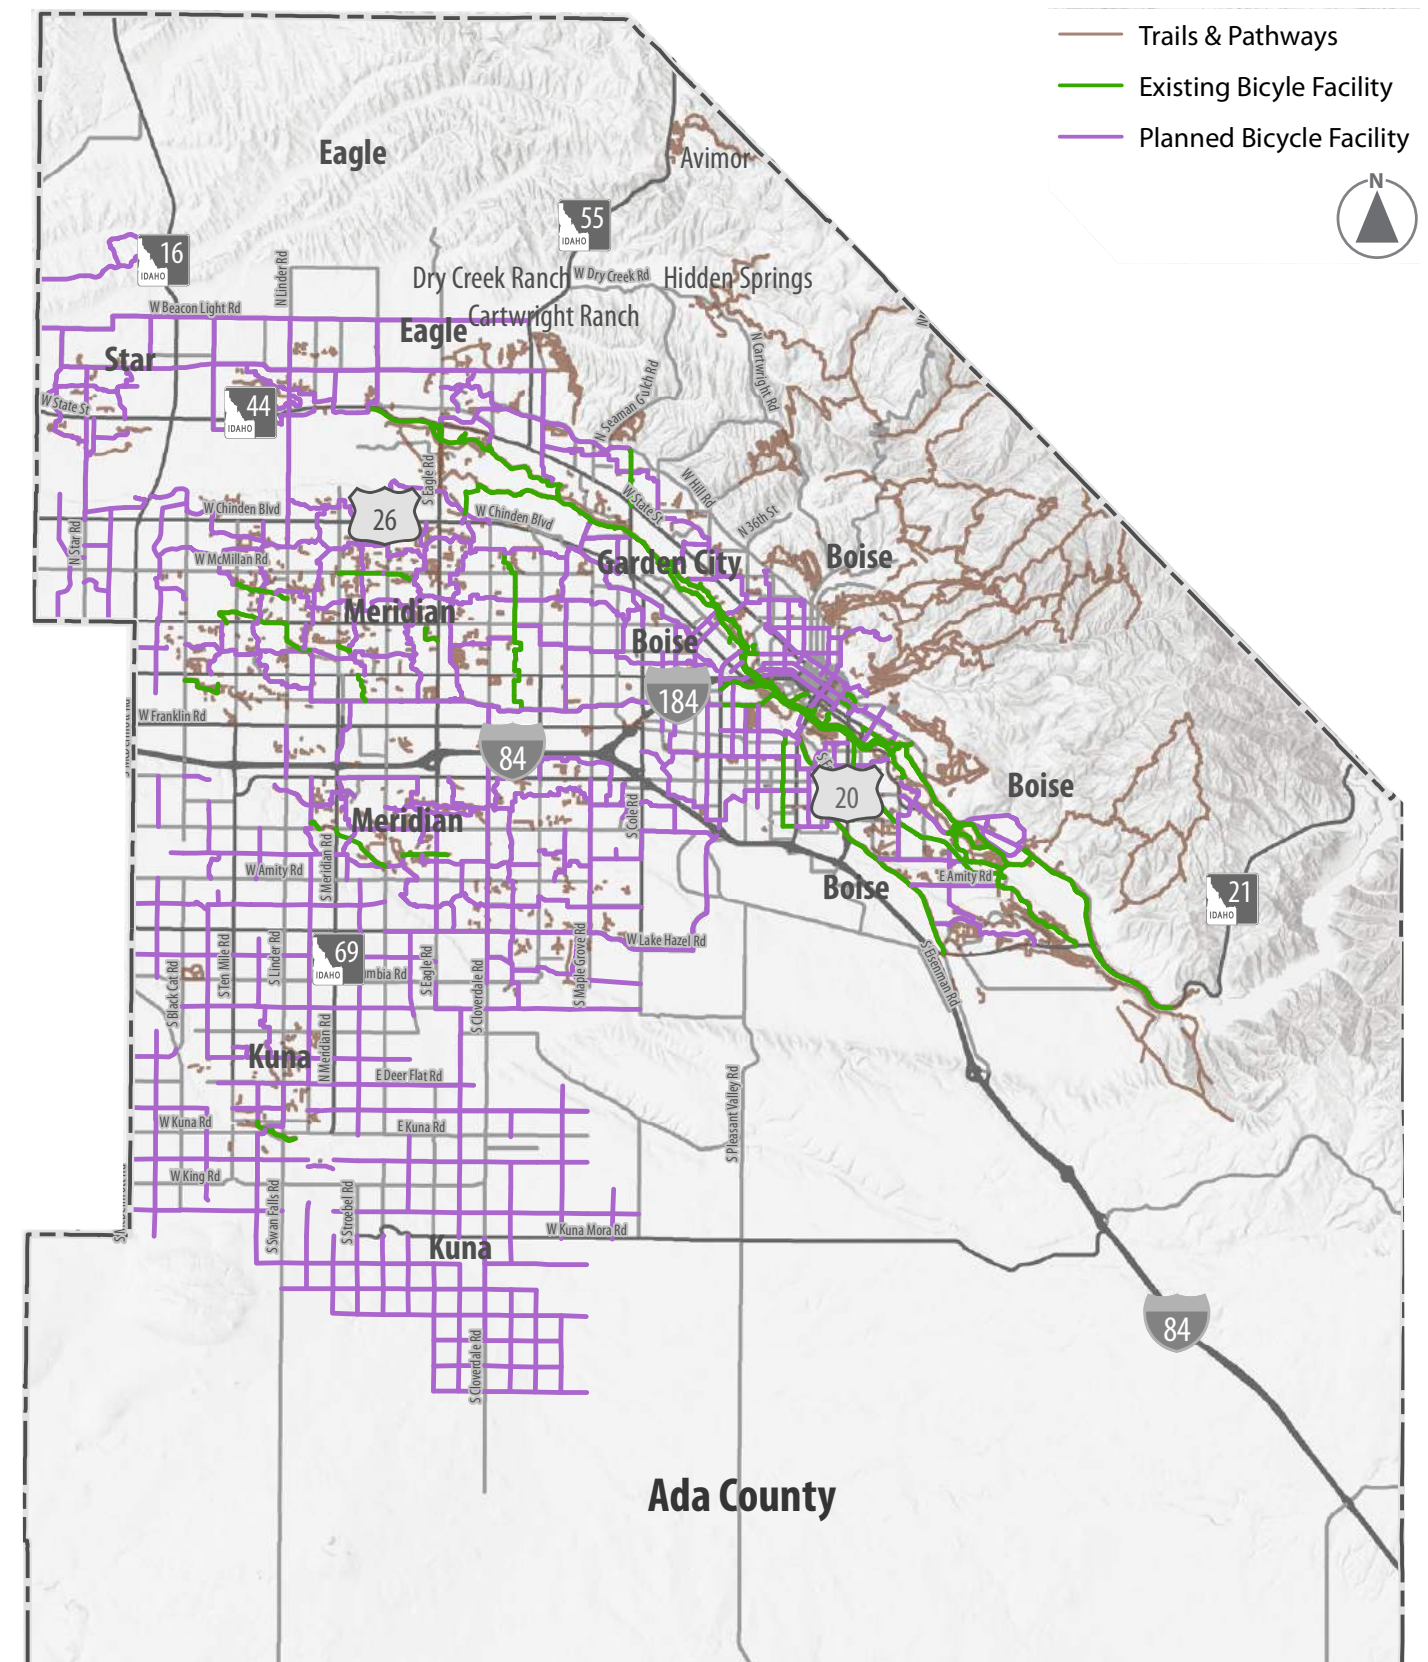 Trails & Pathways
Existing Bicyle Facility
Planned Bicycle Facility
N
Eagle
Avimor
55
IDAHO
16
IDAHO
N Linder Rd
Dry Creek Ranch
W Dry Creek Rd
Hidden Springs
W Beacon Light Rd
Eagle
Cartwright Ranch
N
Star
N Cartwright Rd
N Seaman Gulch Rd
W State St
44
IDAHO
S Eagle Rd
W Hill Rd
W State St
N 36th St
W Chinden Blvd
26
W Chinden Blvd
N Star Rd
W McMillan Rd
Garden City
Boise
Meridian
Boise
184
W Franklin Rd
84
20
Boise
Meridian
S Cole Rd
S Meridian Rd
W Amity Rd
Boise
E Amity Rd
21
IDAHO
W Lake Hazel Rd
69
IDAHO
mbia Rd
S Black Cat Rd
S Ten Mile Rd
S Linder Rd
S Eagle Rd
S Cloverdale Rd
S Maple Grove Rd
S Eisenman Rd
N Meridian Rd
Kuna
E Deer Flat Rd
S Pleasant Valley Rd
W Kuna Rd
E Kuna Rd
W King Rd
S Swan Falls Rd
S Stroebel Rd
W Kuna Mora Rd
Kuna
84
S Cloverdale Rd
Ada County